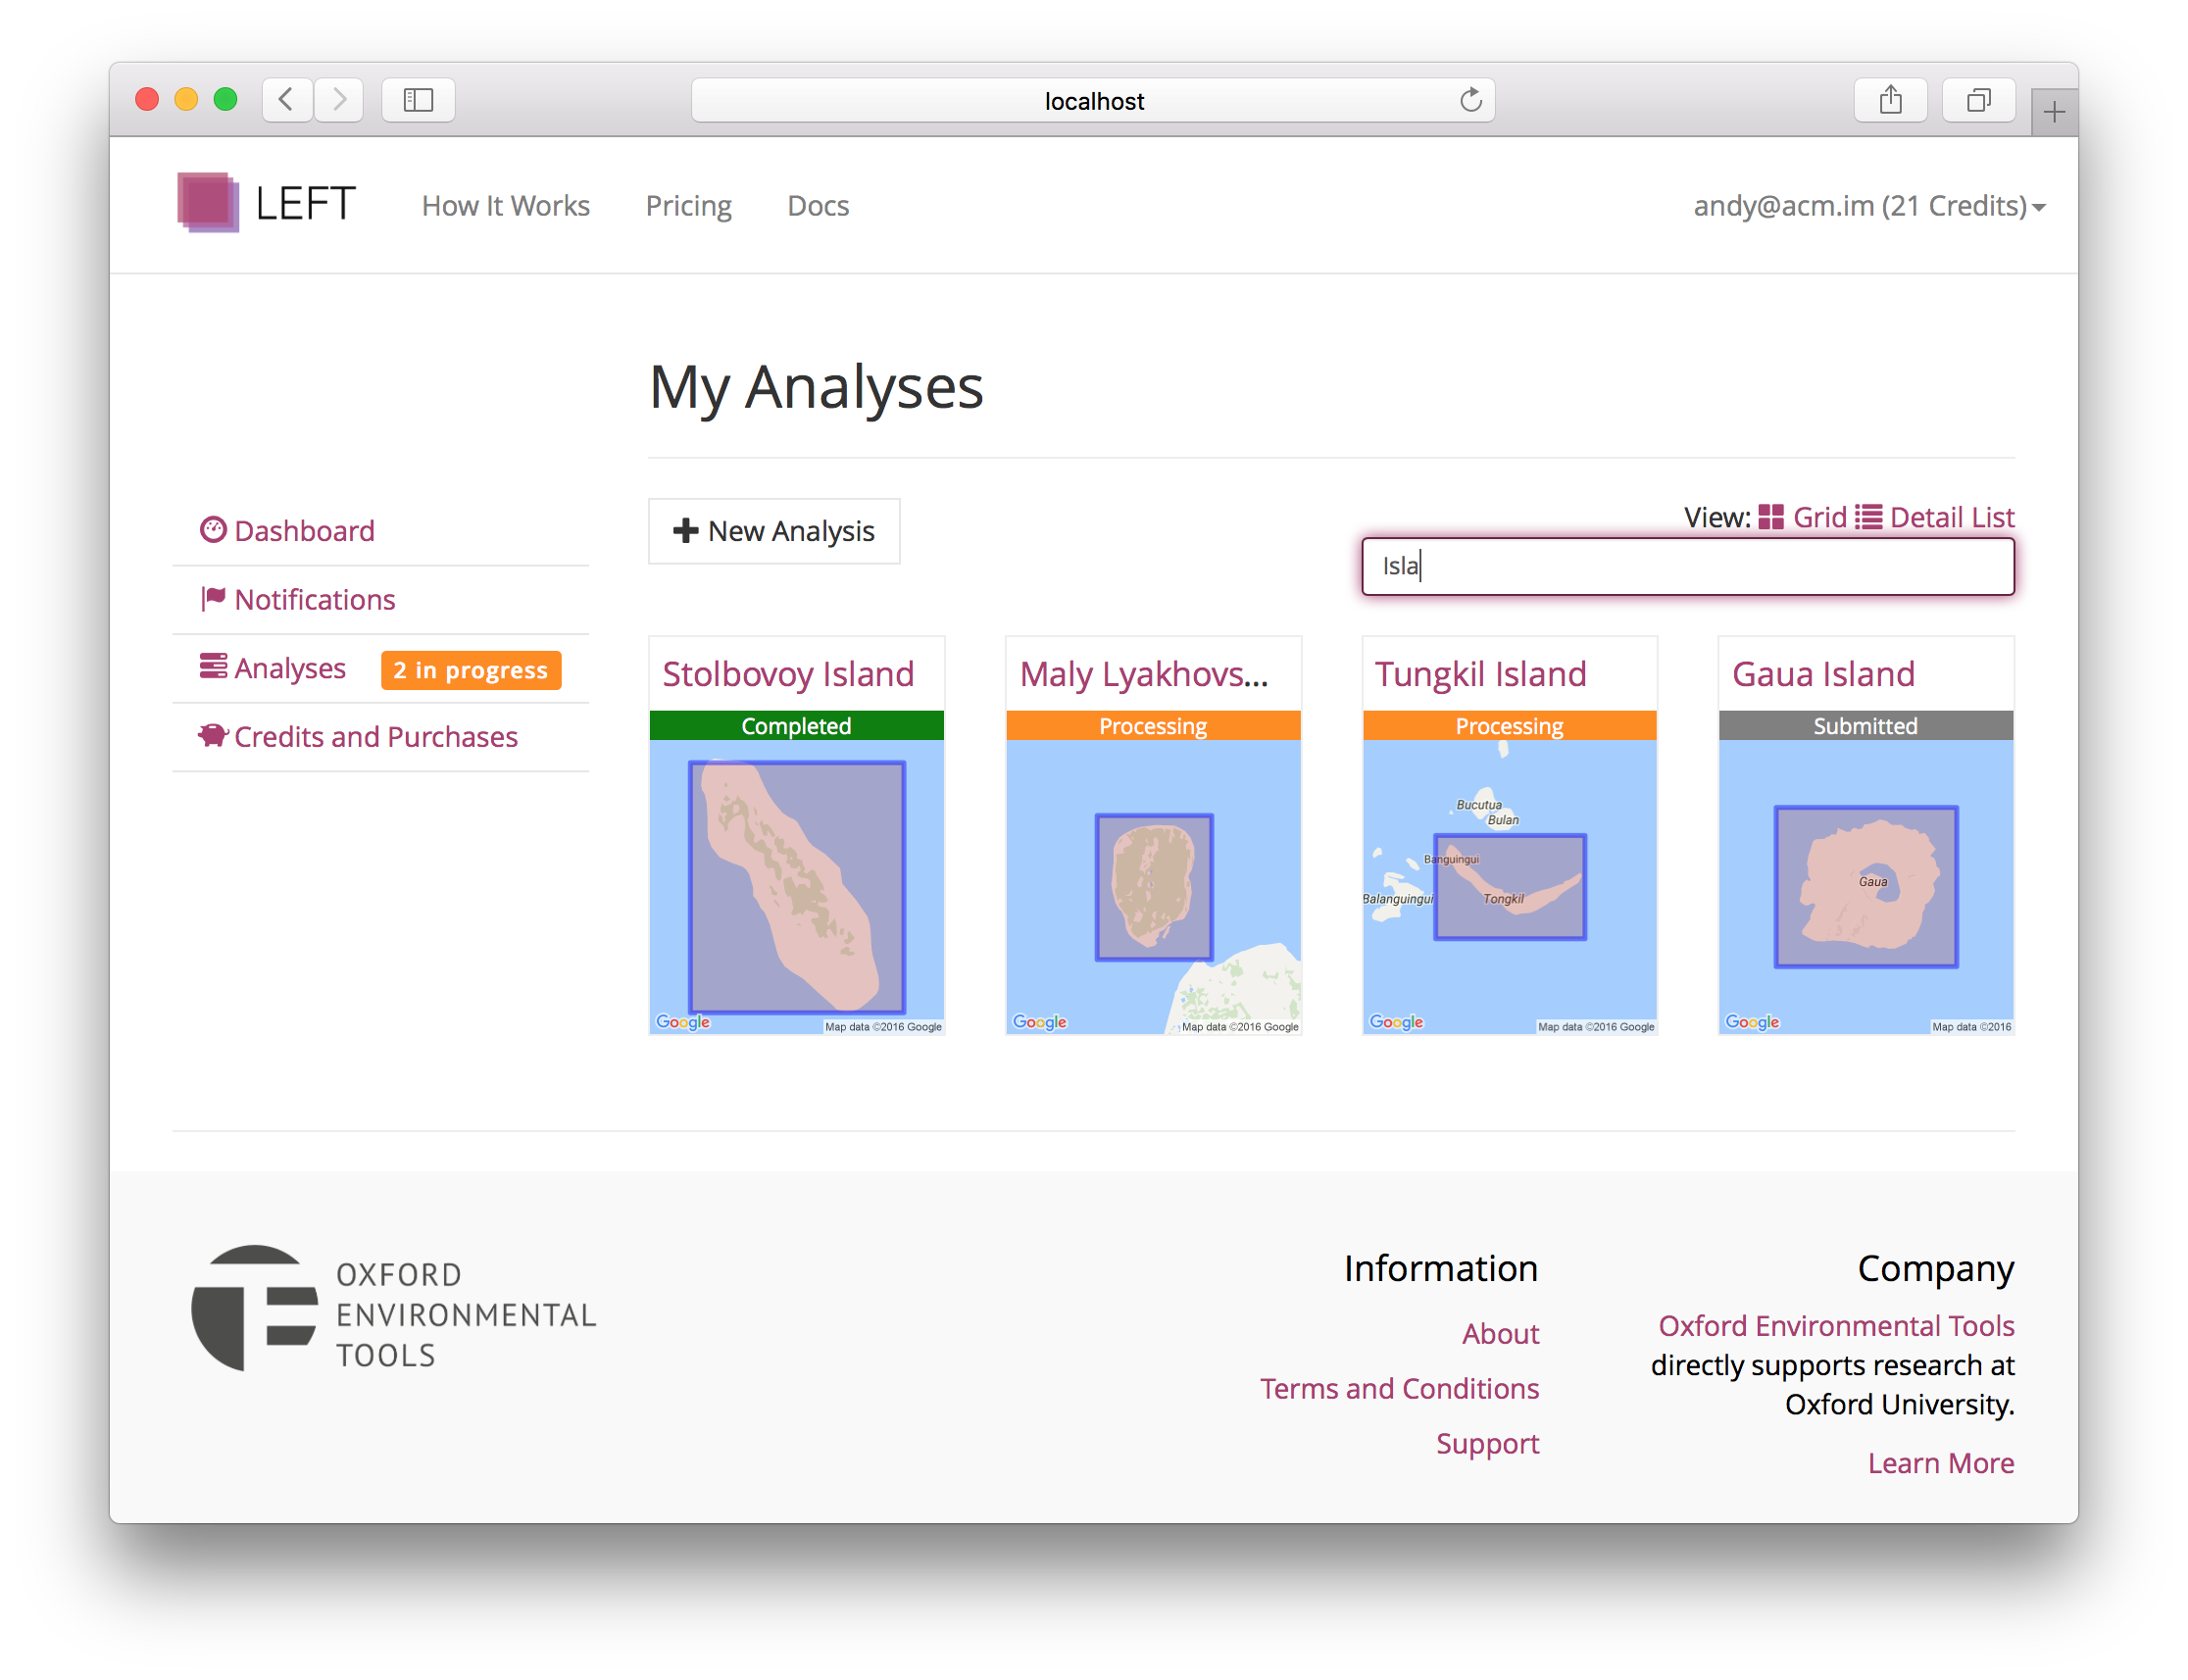 localhost
LEFT
How It Works
Pricing
Docs
andy@acm.im (21 Credits)
My Analyses
Dashboard
Notifications
Analyses
2 in progress
Credits and Purchases
New Analysis
View: Grid Detail List
Isla
Stolbovoy Island
Completed
Google
Map data ©2016 Google
Maly Lyakhovs...
Processing
Google
Map data ©2016 Google
Tungkil Island
Processing
Bucutua
Bulan
Banguingui
Balanguingui
Tongkil
Google
Map data ©2016 Google
Gaua Island
Submitted
Gaua
Google
Map data ©2016
OXFORD
ENVIRONMENTAL
TOOLS
Information
About
Terms and Conditions
Support
Company
Oxford Environmental Tools
directly supports research at
Oxford University.
Learn More